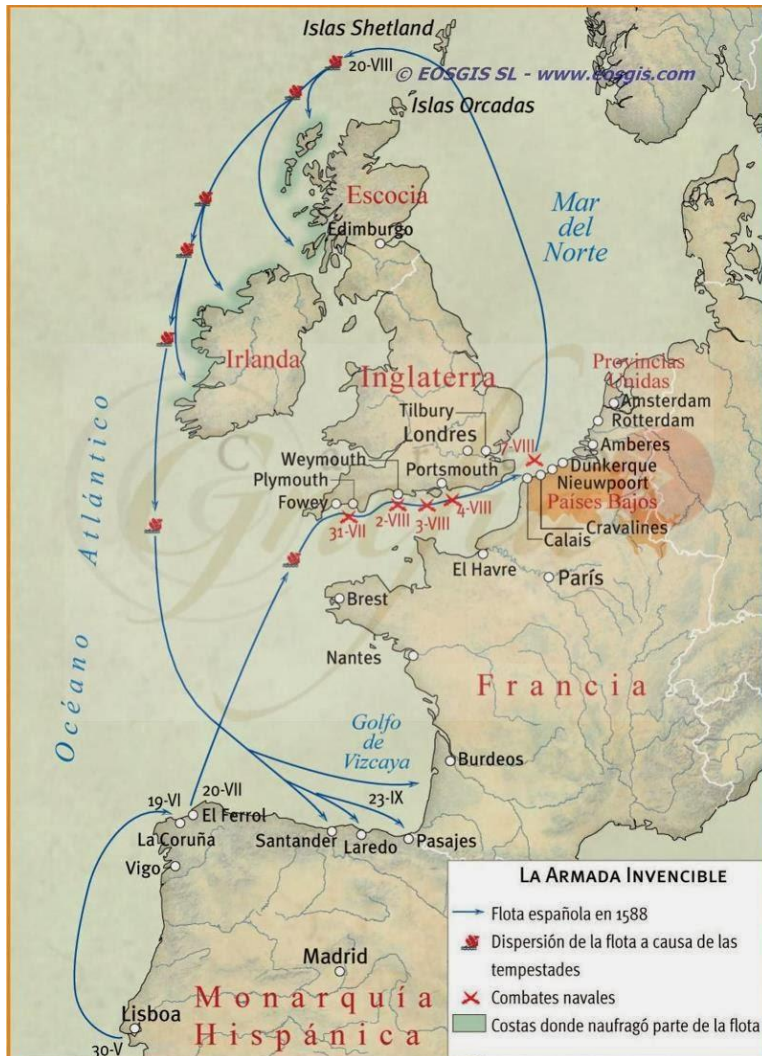 Islas Shetland
20-VIII
© EOSGIS SL - www.eosgis.com
Islas Orcadas
Escocia
Edimburgo
Mar
del
Norte
Irlanda
Inglaterra
Provincias
Unidas
Amsterdam
Rotterdam
Amberes
Tilbury
Londres
7-VIII
Dunkerque
Weymouth
Portsmouth
Nieuwpoort
Plymouth
Países Bajos
Fowey
2-VIII
4-VIII
Cravalines
31-VII
3-VIII
Calais
Océano Atlántico
El Havre
París
Brest
Nantes
Francia
Golfo
de
Vizcaya
Burdeos
19-VI
20-VII
23-IX
El Ferrol
La Coruña
Santander
Laredo
Pasajes
Vigo
Madrid
Monarquía
Hispánica
Lisboa
30-V
LA ARMADA INVENCIBLE
Flota española en 1588
Dispersión de la flota a causa de las
tempestades
Combates navales
Costas donde naufragó parte de la flota